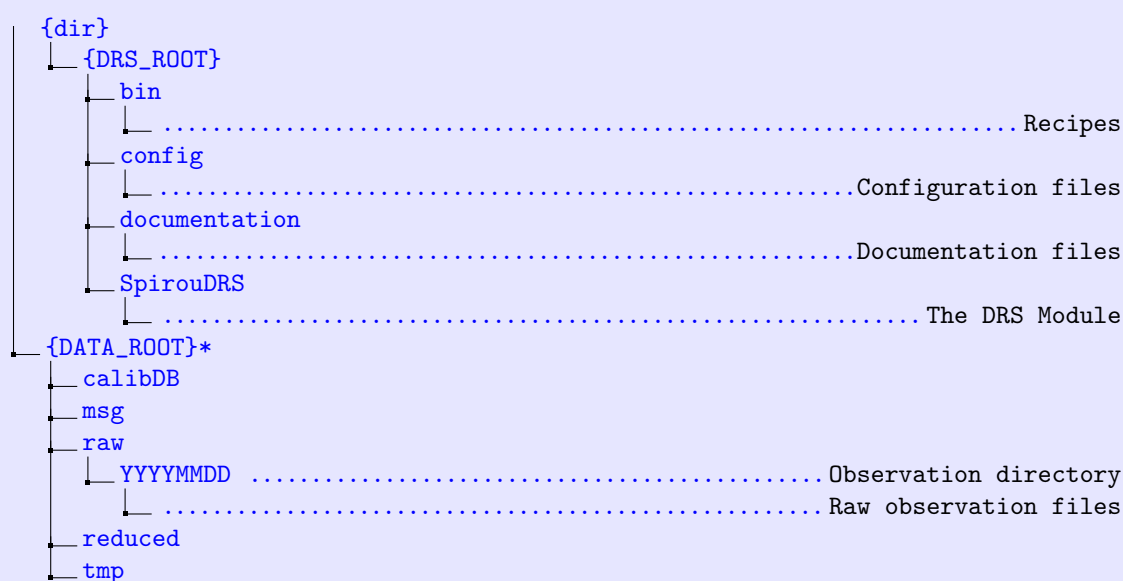 {dir}
{DRS_ROOT}
bin
........................................................................ Recipes
config
........................................................... Configuration files
documentation
........................................................... Documentation files
SpirouDRS
................................................................ The DRS Module
{DATA_ROOT}*
calibDB
msg
raw
YYYYMMDD ................................................ Observation directory
........................................................ Raw observation files
reduced
tmp